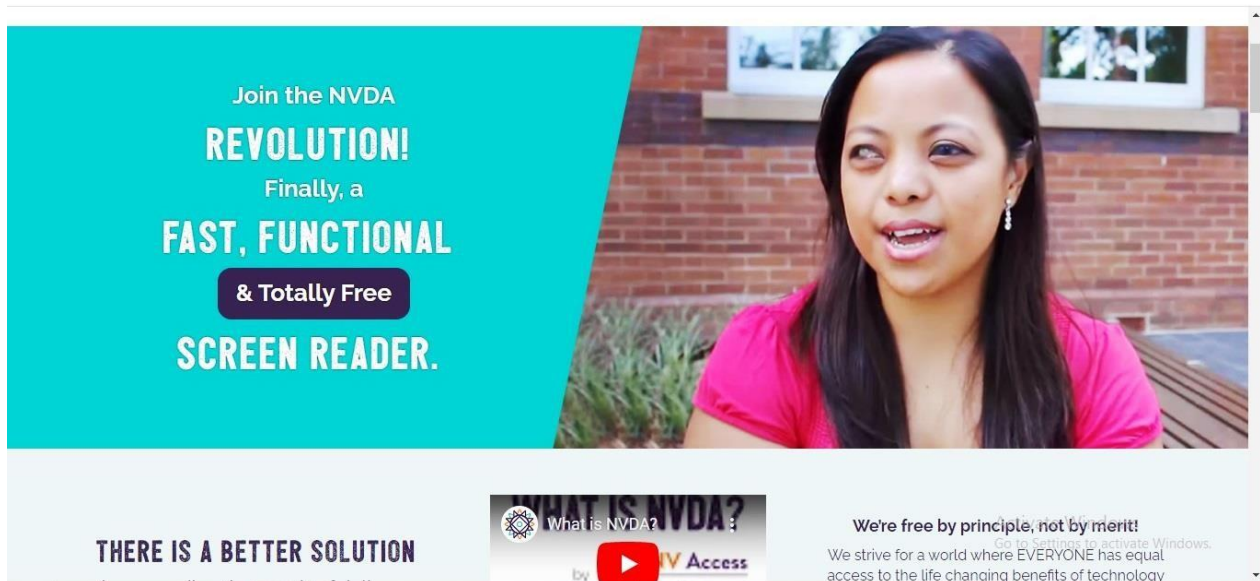 Join the NVDA
REVOLUTION!
Finally, a
FAST, FUNCTIONAL
& Totally Free
SCREEN READER.
THERE IS A BETTER SOLUTION
WHAT IS NVDA?
What is NVDA?
by NV Access
We're free by principle, not by merit!
We strive for a world where EVERYONE has equal
access to the life changing benefits of technology
Activate Windows
Go to Settings to activate Windows.